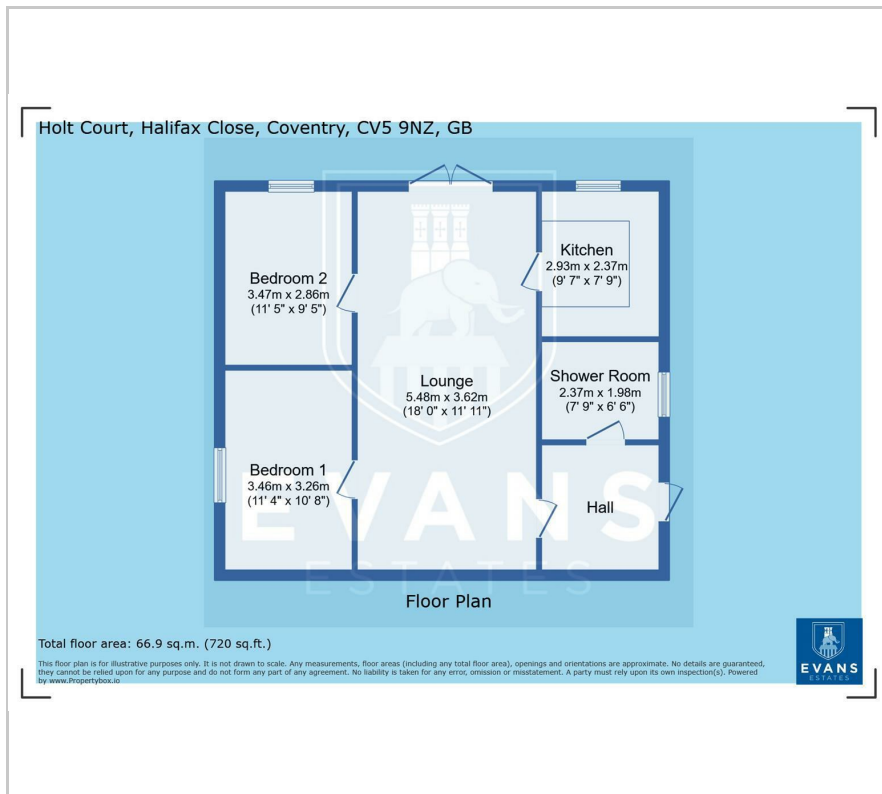 Holt Court, Halifax Close, Coventry, CV5 9NZ, GB
Kitchen
2.93m x 2.37m
(9' 7" x 7' 9")
Bedroom 2
3.47m x 2.86m
(11' 5" x 9' 5")
Lounge
5.48m x 3.62m
(18' 0" x 11' 11")
Shower Room
2.37m x 1.98m
(7' 9" x 6' 6")
Bedroom 1
3.46m x 3.26m
(11' 4" x 10' 8")
Hall
EVANS
ESTATES
Floor Plan
Total floor area: 66.9 sq.m. (720 sq.ft.)
This floor plan is for illustrative purposes only. It is not drawn to scale. Any measurements, floor areas (including any total floor area), openings and orientations are approximate. No details are guaranteed,
they cannot be relied upon for any purpose and do not form any part of any agreement. No liability is taken for any error, omission or misstatement. A party must rely upon its own inspection(s). Powered
by www.Propertybox.io
EVANS
ESTATES